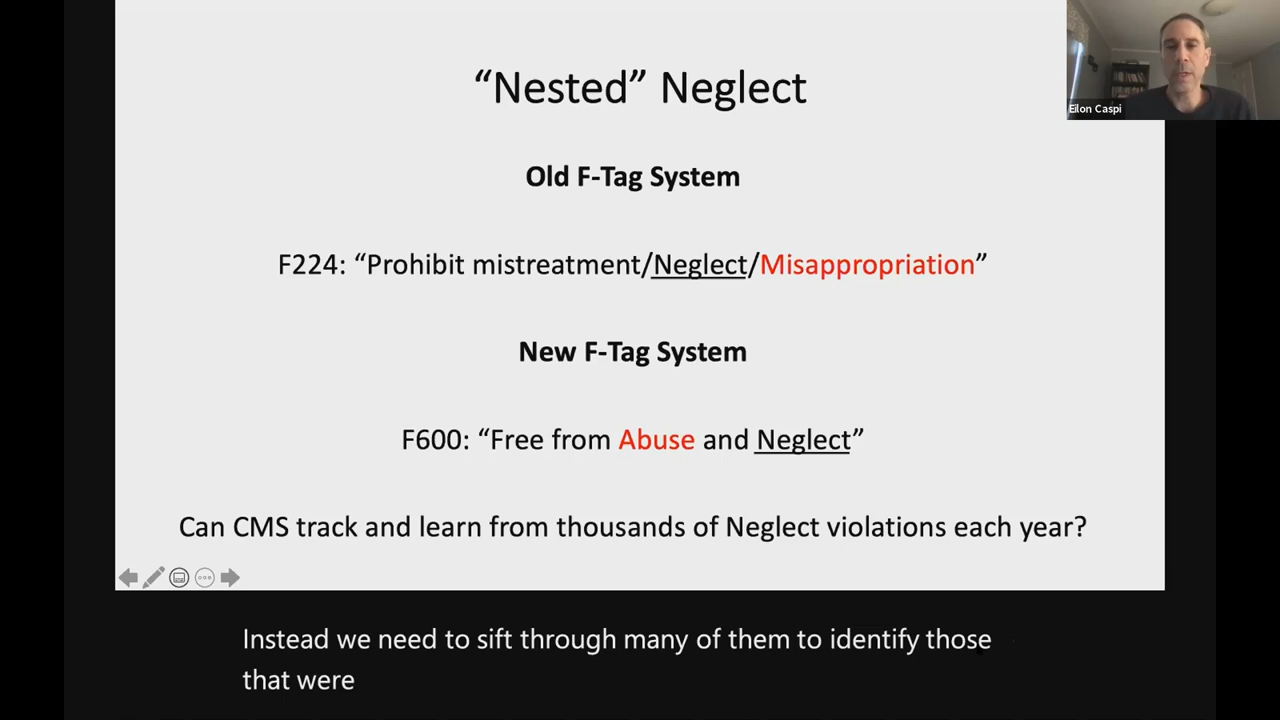 “Nested” Neglect
Eilon Caspi
Old F-Tag System
F224: “Prohibit mistreatment/Neglect/Misappropriation”
New F-Tag System
F600: “Free from Abuse and Neglect”
Can CMS track and learn from thousands of Neglect violations each year?
Instead we need to sift through many of them to identify those
that were